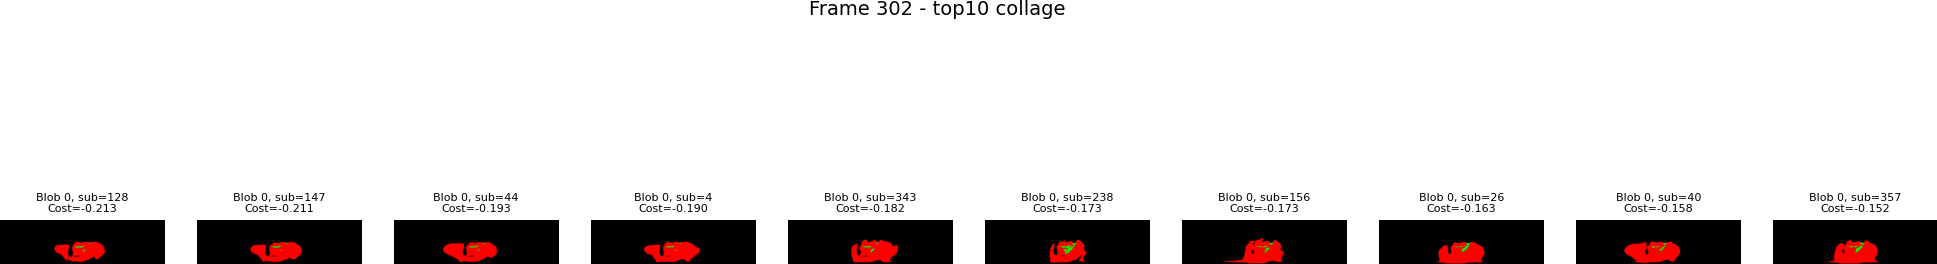 Frame 302 - top10 collage
Blob 0, sub=128
Cost=-0.213
Blob 0, sub=147
Cost=-0.211
Blob 0, sub=44
Cost=-0.193
Blob 0, sub=4
Cost=-0.190
Blob 0, sub=343
Cost=-0.182
Blob 0, sub=238
Cost=-0.173
Blob 0, sub=156
Cost=-0.173
Blob 0, sub=26
Cost=-0.163
Blob 0, sub=40
Cost=-0.158
Blob 0, sub=357
Cost=-0.152